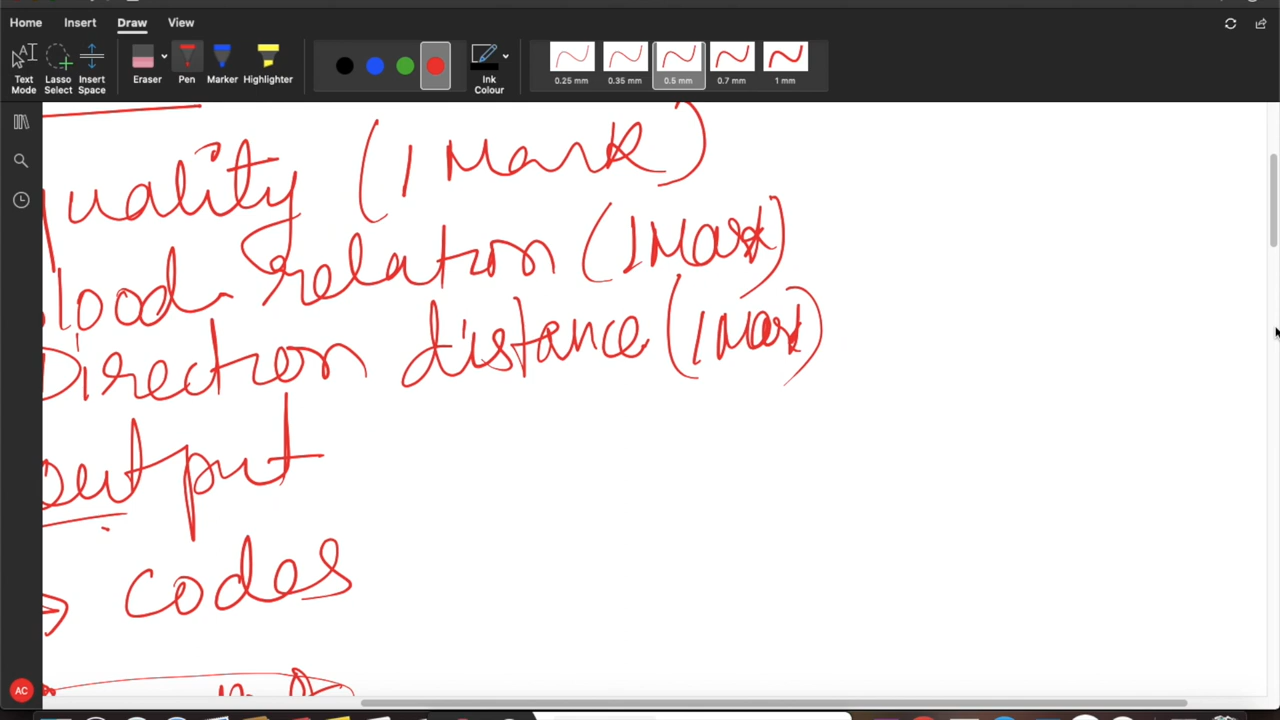 Home Insert Draw View
Text Mode Lasso Select Insert Space Eraser Pen Marker Highlighter Ink Colour 0.25 mm 0.35 mm 0.5 mm 0.7 mm 1 mm
quality (1 Mark)
lood relation (1 Mark)
Direction distance (1 Mark)
output
codes
AC